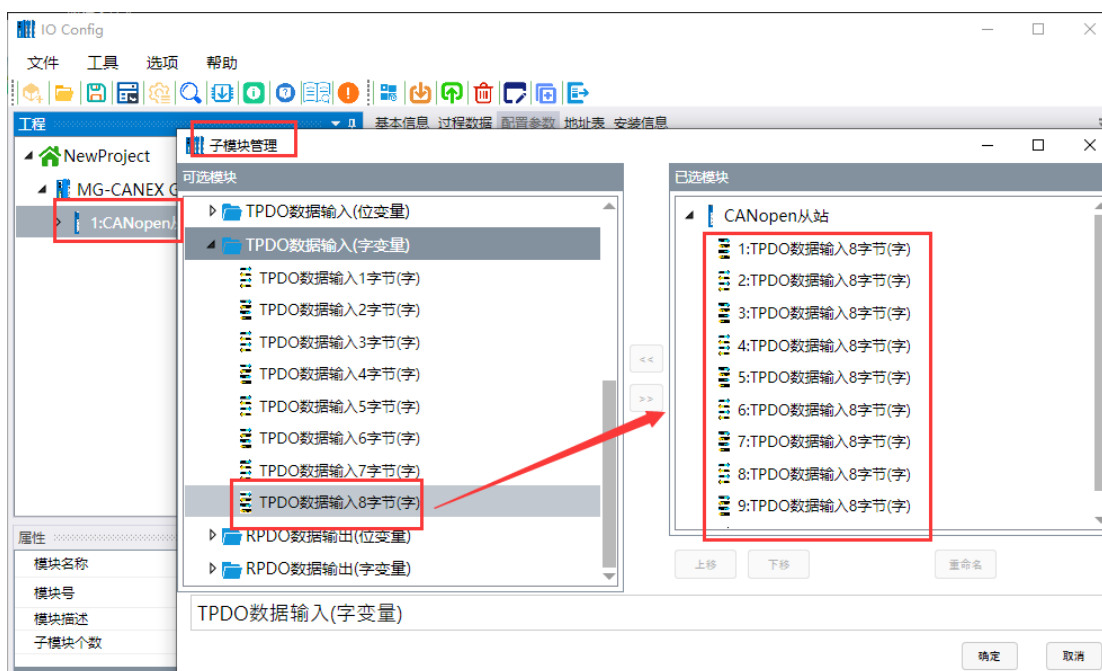 IO Config
文件 工具 选项 帮助
工程
基本信息 过程数据 配置参数 地址表 安装信息
NewProject
MG-CANEX
1:CANopen
属性
模块名称
模块号
模块描述
子模块个数
子模块管理
可选模块
TPDO数据输入(位变量)
TPDO数据输入(字变量)
TPDO数据输入1字节(字)
TPDO数据输入2字节(字)
TPDO数据输入3字节(字)
TPDO数据输入4字节(字)
TPDO数据输入5字节(字)
TPDO数据输入6字节(字)
TPDO数据输入7字节(字)
TPDO数据输入8字节(字)
RPDO数据输出(位变量)
RPDO数据输出(字变量)
<<
>>
已选模块
CANopen从站
1:TPDO数据输入8字节(字)
2:TPDO数据输入8字节(字)
3:TPDO数据输入8字节(字)
4:TPDO数据输入8字节(字)
5:TPDO数据输入8字节(字)
6:TPDO数据输入8字节(字)
7:TPDO数据输入8字节(字)
8:TPDO数据输入8字节(字)
9:TPDO数据输入8字节(字)
上移 下移 重命名
TPDO数据输入(字变量)
确定 取消